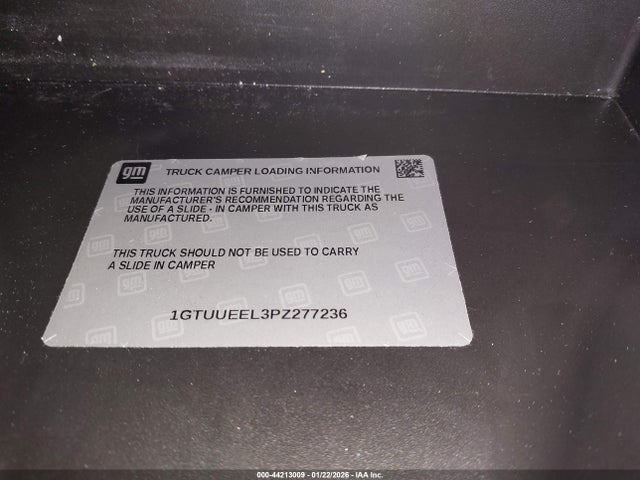 gm TRUCK CAMPER LOADING INFORMATION
THIS INFORMATION IS FURNISHED TO INDICATE THE
MANUFACTURER'S RECOMMENDATION REGARDING THE
USE OF A SLIDE - IN CAMPER WITH THIS TRUCK AS
MANUFACTURED.
THIS TRUCK SHOULD NOT BE USED TO CARRY
A SLIDE IN CAMPER
1GTUUEEL3PZ277236
000-44213009 - 01/22/2026 - IAA Inc.